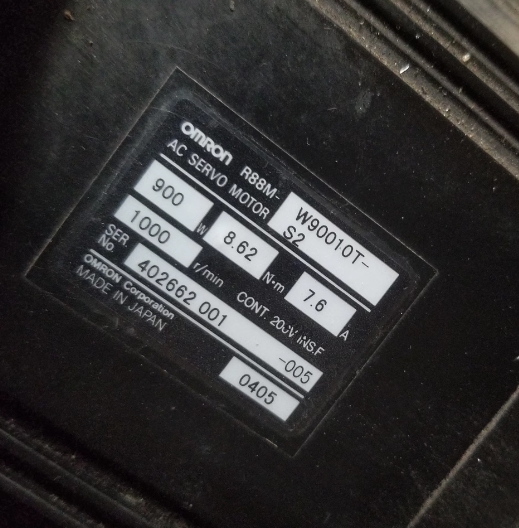 OMRON R88M-W90010T-
AC SERVO MOTOR S2
900 W 8.62 N·m 7.6 A
1000 r/min CONT. 200V INS.F
SER NO 402662 001 -005
OMRON Corporation
MADE IN JAPAN 0405